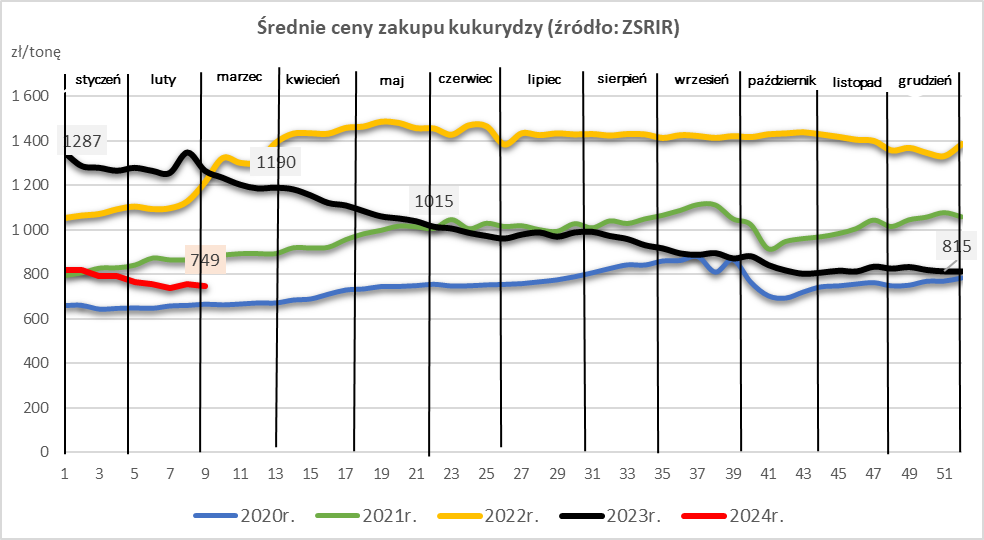 Średnie ceny zakupu kukurydzy (źródło: ZSRIR)
zł/tonę
styczeń luty marzec kwiecień maj czerwiec lipiec sierpień wrzesień październik listopad grudzień
1 600
1 400
1 200
1 000
800
600
400
200
0
1287
1190
1015
749
815
1 3 5 7 9 11 13 15 17 19 21 23 25 27 29 31 33 35 37 39 41 43 45 47 49 51
2020r. 2021r. 2022r. 2023r. 2024r.